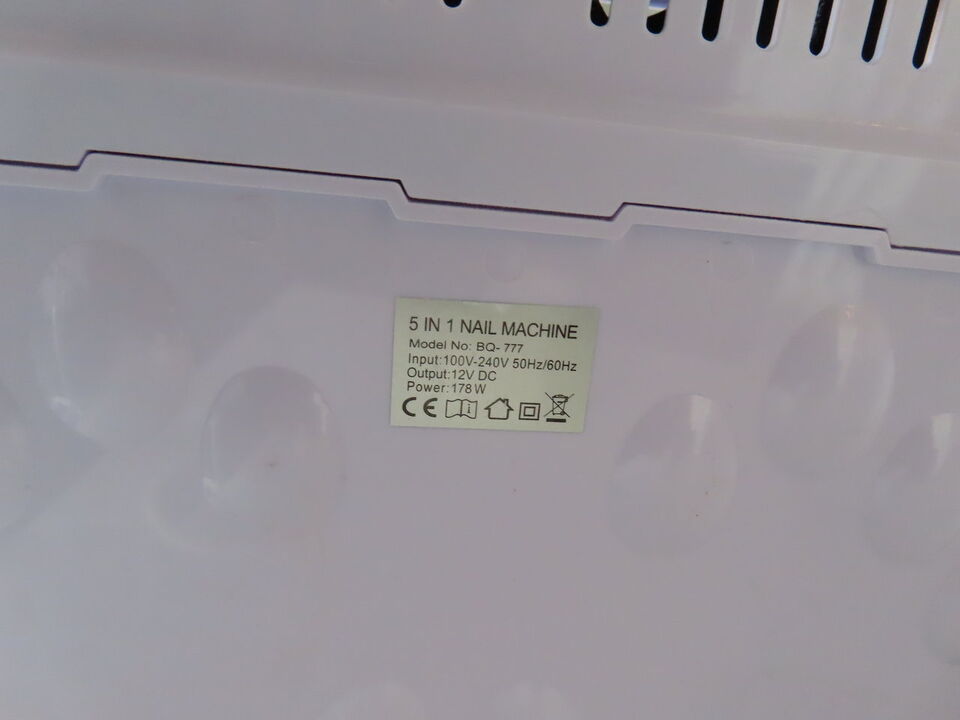 5 IN 1 NAIL MACHINE
Model No: BQ- 777
Input:100V-240V 50Hz/60Hz
Output:12V DC
Power:178W
CE